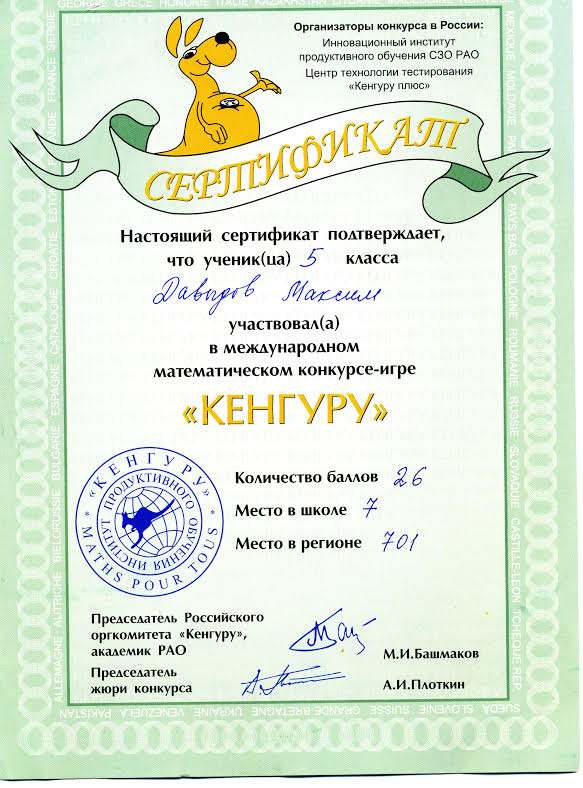 GEORGIE GRECE HONGRIE ITALIE KAZAKHSTAN LITUANIE MACEDOINE
MEXIQUE MOLDAVIE PAYS-BAS POLOGNE ROUMANIE RUSSIE SLOVAQUIE CASTILLE-LEON TCHEQUE REP.
Организаторы конкурса в России:
Инновационный институт
продуктивного обучения СЗО РАО
Центр технологии тестирования
«Кенгуру плюс»
СЕРТИФИКАТ
Настоящий сертификат подтверждает,
что ученик(ца) 5 класса
Давыдов Максим
участвовал(а)
в международном
математическом конкурсе-игре
«КЕНГУРУ»
«КЕНГУРУ»
MATHS POUR TOUS
ИНСТИТУТ ПРОДУКТИВНОГО ОБУЧЕНИЯ
Количество баллов 26
Место в школе 7
Место в регионе 701
Председатель Российского
оргкомитета «Кенгуру»,
академик РАО
М.И.Башмаков
Председатель
жюри конкурса
А.И.Плоткин
ALLEMAGNE AUTRICHE BIELORUSSIE BULGARIE ESPAGNE CATALOGNE CROATIE FRANCE SERBIE
SUEDA SLOVENIE SUISSE GRANDE-BRETAGNE UKRAINE VENEZUELA PAKISTAN